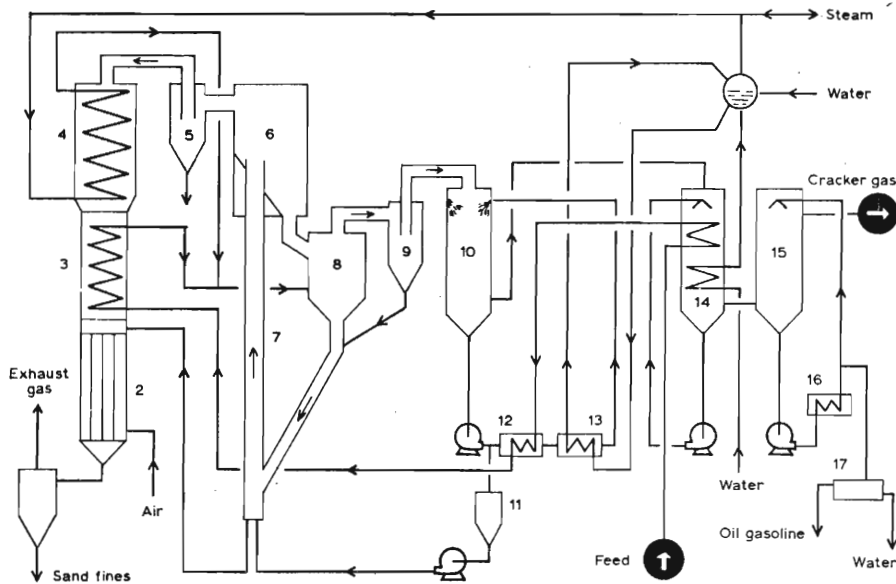 Steam
Water
Cracker gas
4
5
6
3
8
9
10
15
14
7
2
Exhaust
gas
16
12
13
17
Air
11
Water
Oil gasoline
Feed
Sand fines
Water